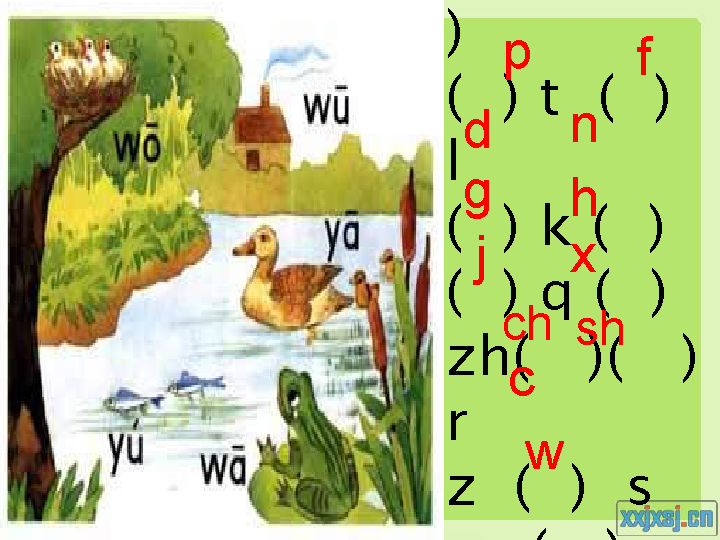 wū
wō
yā
yú
wā
)
p f
( ) t ( )
d n
l
g h
( ) k ( )
j x
( ) q ( )
ch sh
zh( )( )
c
r
w
z ( ) s
( )
xxjxsj.cn